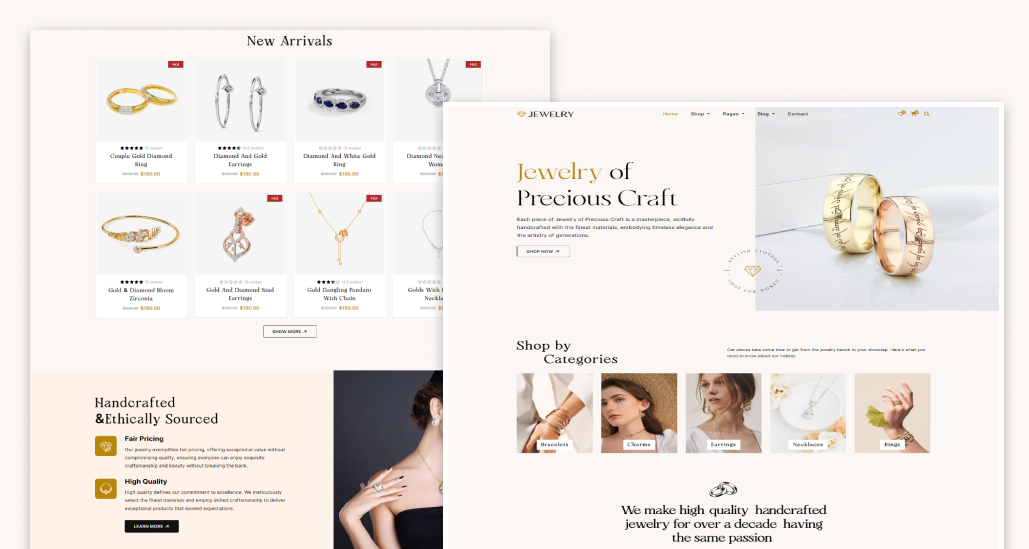 New Arrivals
Hot
Hot
Hot
Couple Gold Diamond
Ring
$180.00
Diamond And Gold
Earrings
$180.00
Diamond And White Gold
Ring
$180.00
Diamond
Hot
Hot
Gold & Diamond Bloom
Zirconia
$180.00
Gold And Diamond Stud
Earrings
$180.00
Gold Dangling Pendant
With Chain
$180.00
Golds With
SHOW MORE
Handcrafted
&Ethically Sourced
Fair Pricing
Our jewelry exemplifies fair pricing, offering exceptional value without
compromising quality, ensuring everyone can enjoy exquisite
craftsmanship and beauty without breaking the bank.
High Quality
High quality defines our commitment to excellence. We meticulously
select the finest materials and employ skilled craftsmanship to deliver
exceptional products that exceed expectations.
LEARN MORE
JEWELRY
Home Shop Pages Blog Contact
Jewelry of
Precious Craft
Each piece of Jewelry of Precious Craft is a masterpiece, skillfully
handcrafted with the finest materials, embodying timeless elegance and
the artistry of generations.
SHOP NOW
SHOP FOR WOMEN
Shop by
Categories
Our pieces take some time to get from the jewelry bench to your doorstep. Here's what you
need to know about our holiday
Bracelets
Charms
Earrings
Necklaces
Rings
We make high quality handcrafted
jewelry for over a decade having
the same passion